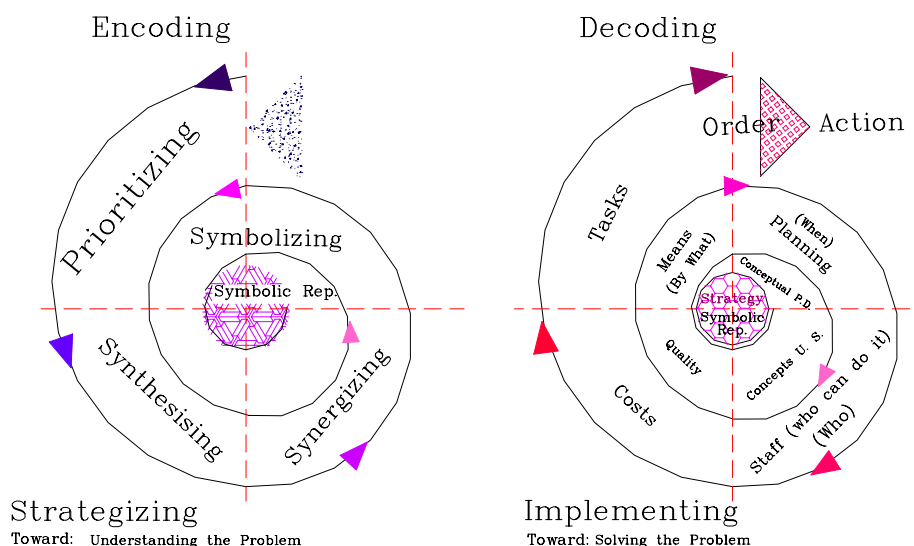 Encoding
Prioritizing
Symbolizing
Symbolic Rep.
Synthesising
Synergizing
Strategizing
Toward: Understanding the Problem
Decoding
Order
Action
Tasks
Means
(By What)
(When)
Planning
Conceptual P.D.
Strategy
Symbolic
Rep.
Quality
Concepts U. S.
Costs
Staff (who can do it)
(Who)
Implementing
Toward: Solving the Problem